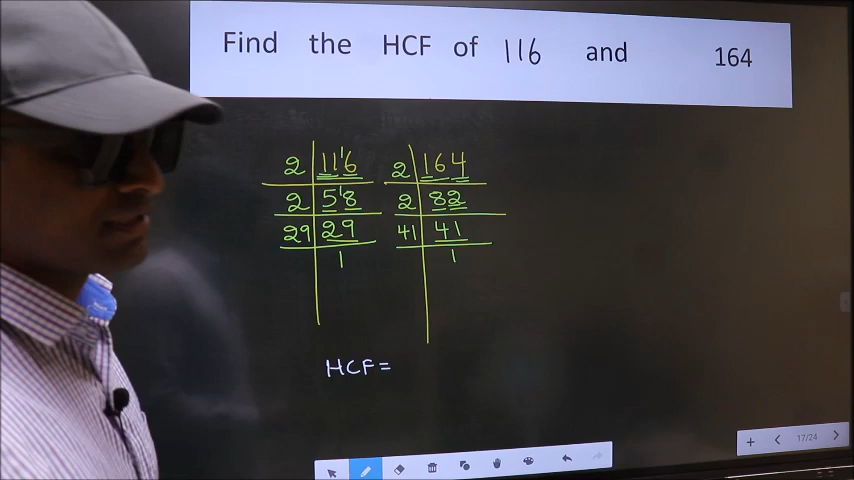 Find the HCF of 116 and 164
2 116 2 164
2 58 2 82
29 29 41 41
1 1
HCF=
17/24